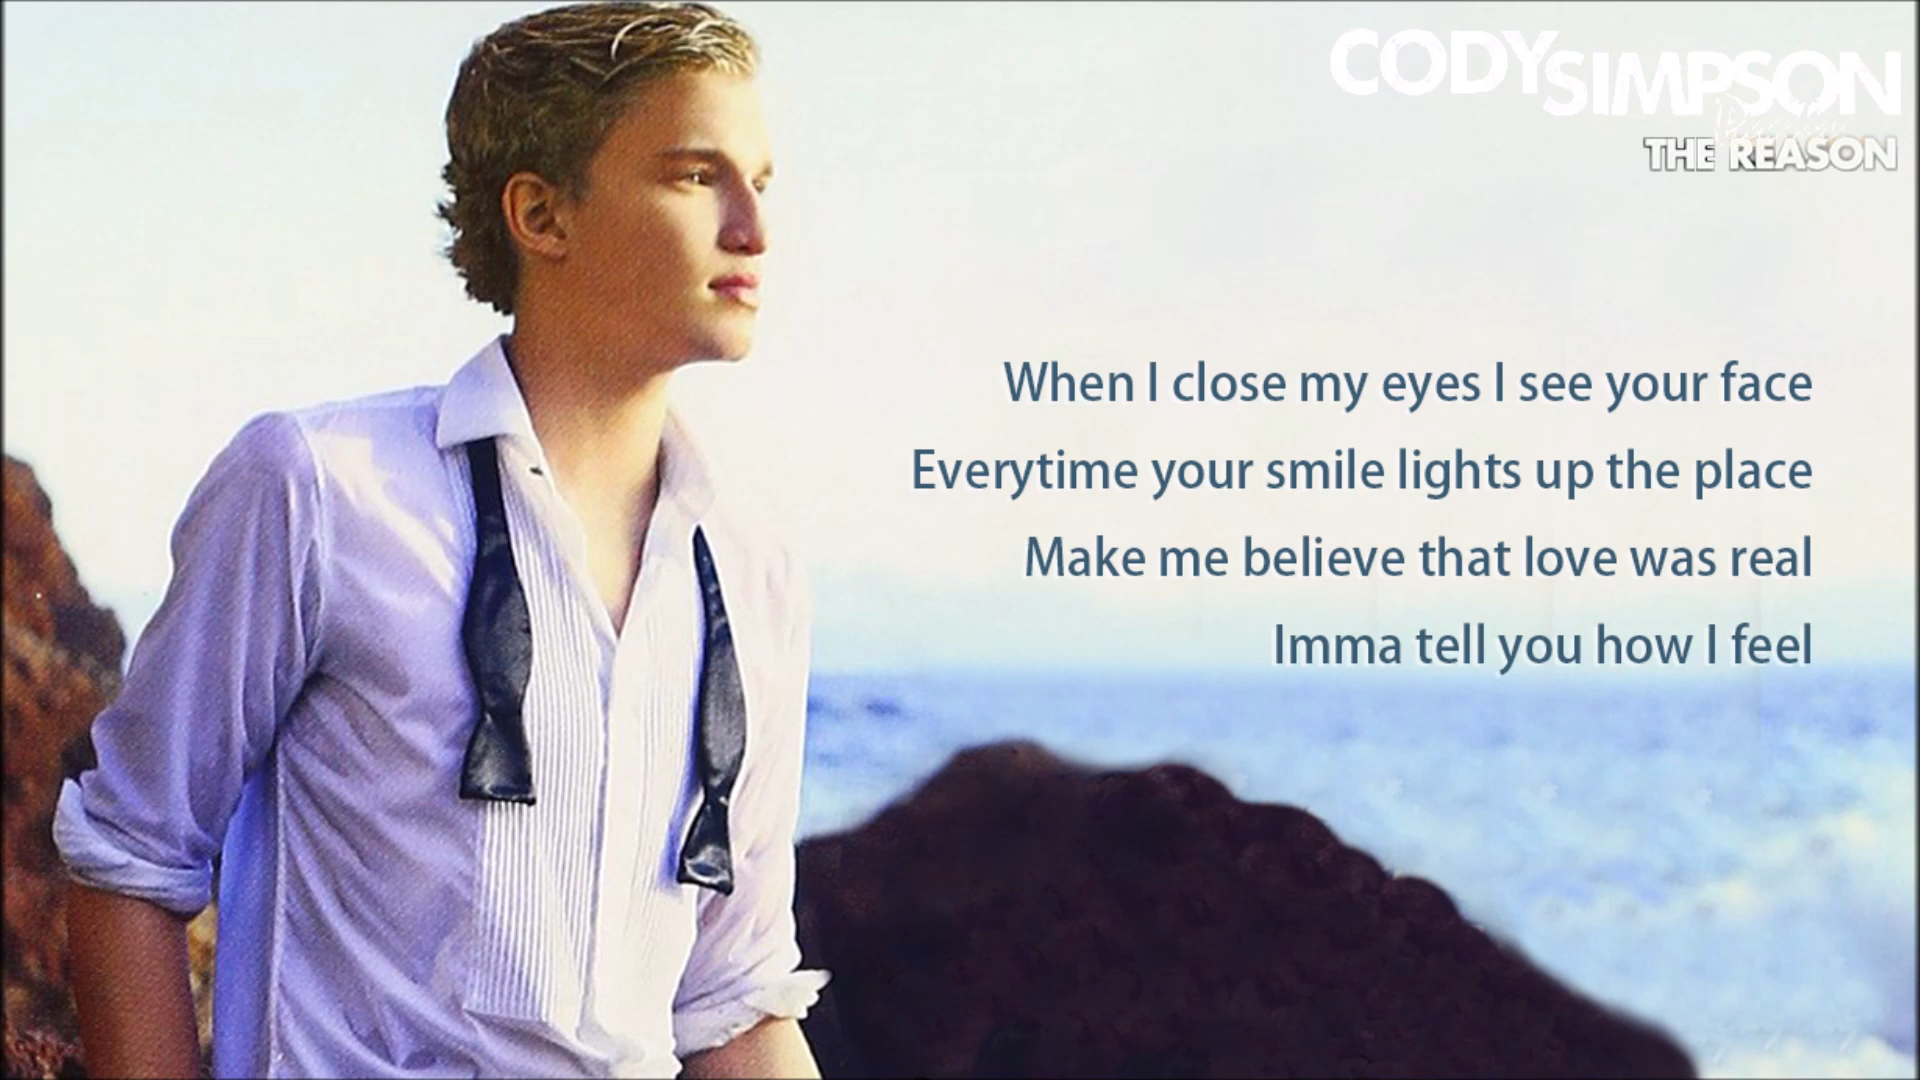 CODY SIMPSON
THE REASON
When I close my eyes I see your face
Everytime your smile lights up the place
Make me believe that love was real
Imma tell you how I feel